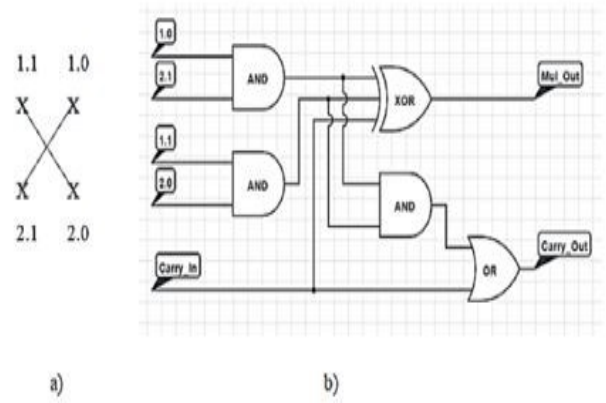 1.1 1.0
X X
X X
2.1 2.0
a)
1.0
2.1
AND
1.1
2.0
AND
Carry_In
XOR
Mul_Out
AND
OR
Carry_Out
b)